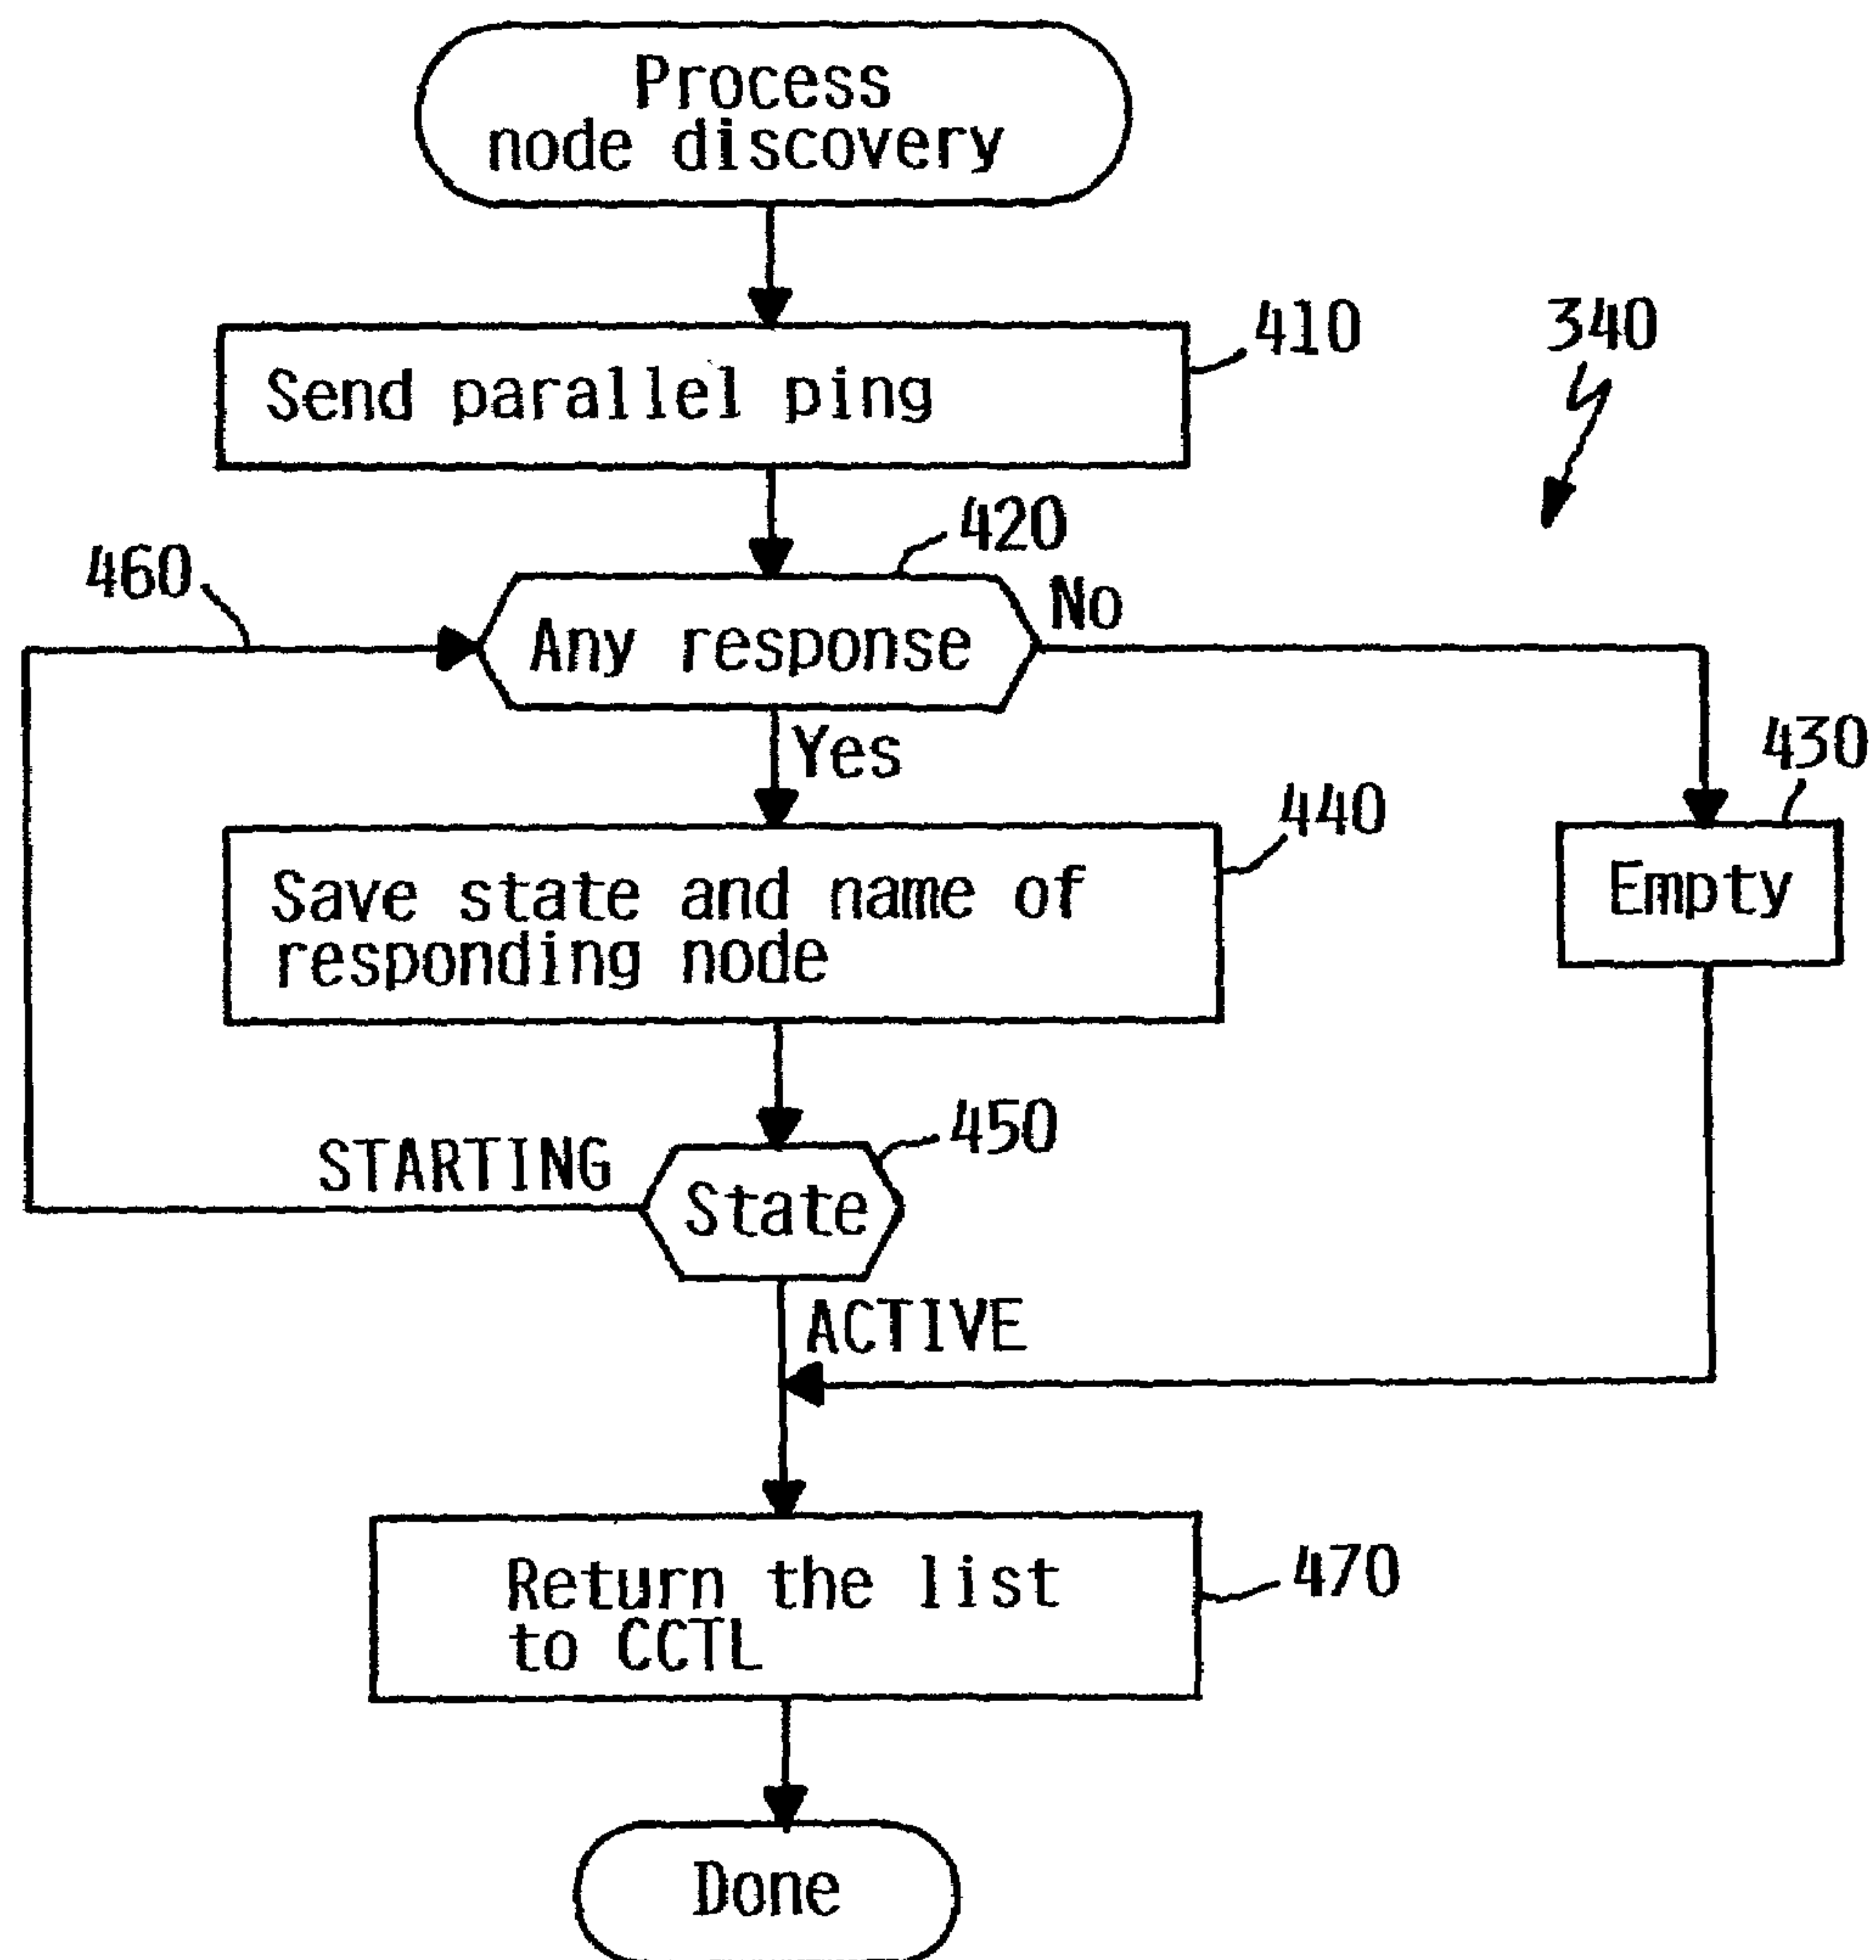 Process
node discovery
410
340
Send parallel ping
420
460
No
Any response
Yes
430
440
Empty
Save state and name of
responding node
450
STARTING
State
ACTIVE
Return the list
to CCTL
470
Done